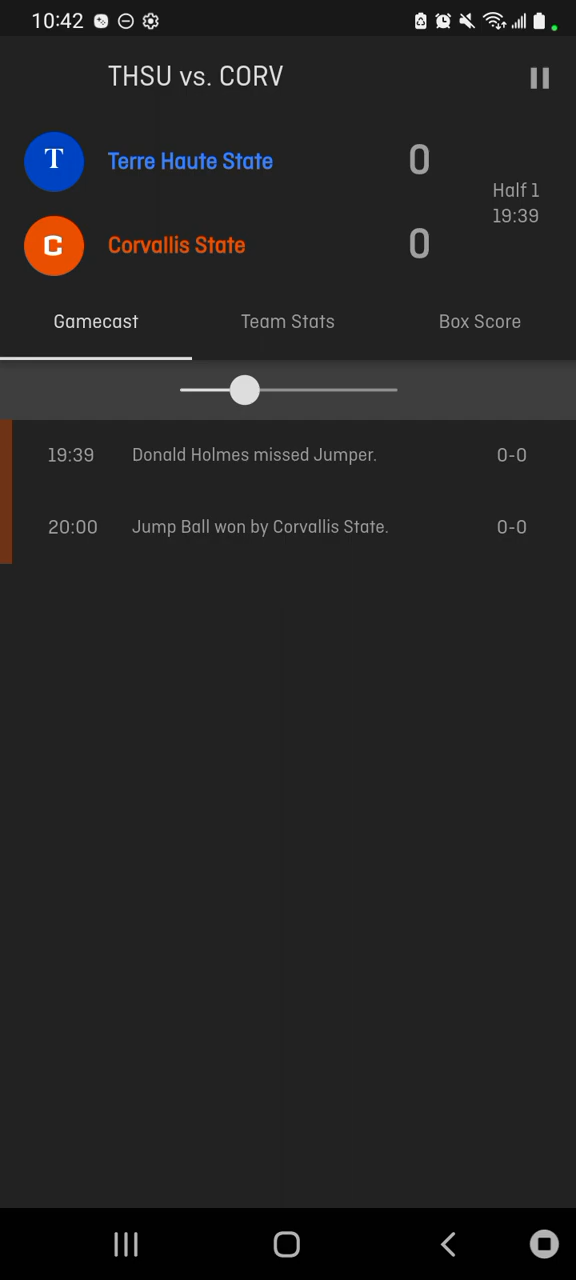 10:42
THSU vs. CORV
T Terre Haute State 0
Half 1
19:39
C Corvallis State 0
Gamecast Team Stats Box Score
19:39 Donald Holmes missed Jumper. 0-0
20:00 Jump Ball won by Corvallis State. 0-0